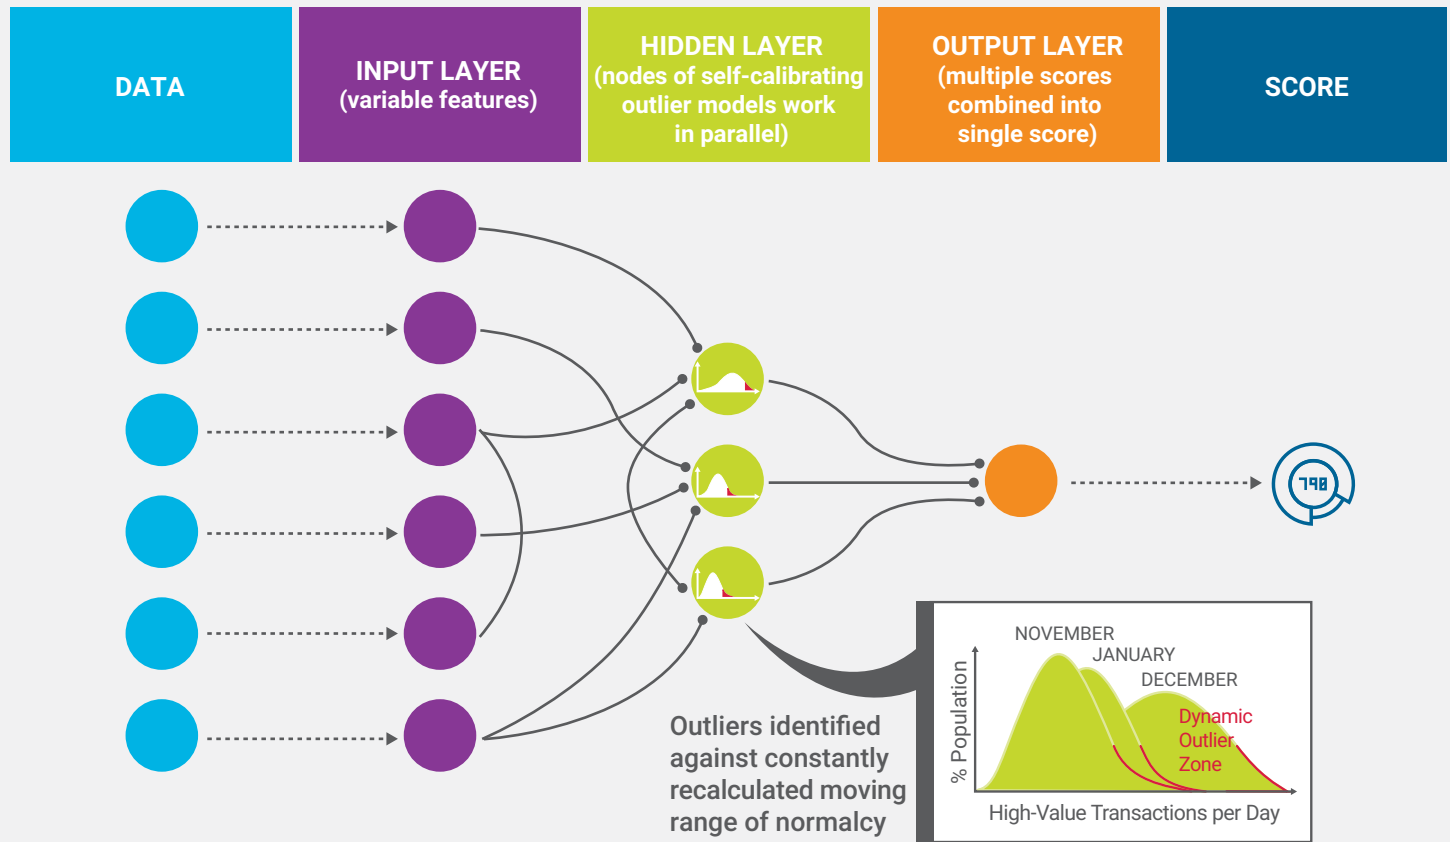 DATA
INPUT LAYER
(variable features)
HIDDEN LAYER
(nodes of self-calibrating
outlier models work
in parallel)
OUTPUT LAYER
(multiple scores
combined into
single score)
SCORE
790
Outliers identified
against constantly
recalculated moving
range of normalcy
NOVEMBER
JANUARY
DECEMBER
Dynamic
Outlier
Zone
% Population
High-Value Transactions per Day